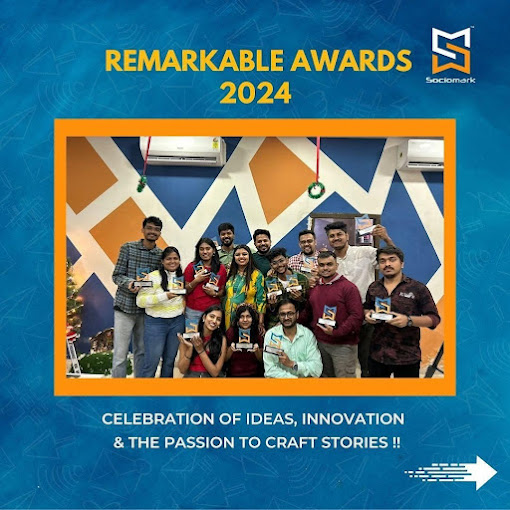 REMARKABLE AWARDS
2024
Sociomark
CELEBRATION OF IDEAS, INNOVATION
& THE PASSION TO CRAFT STORIES !!